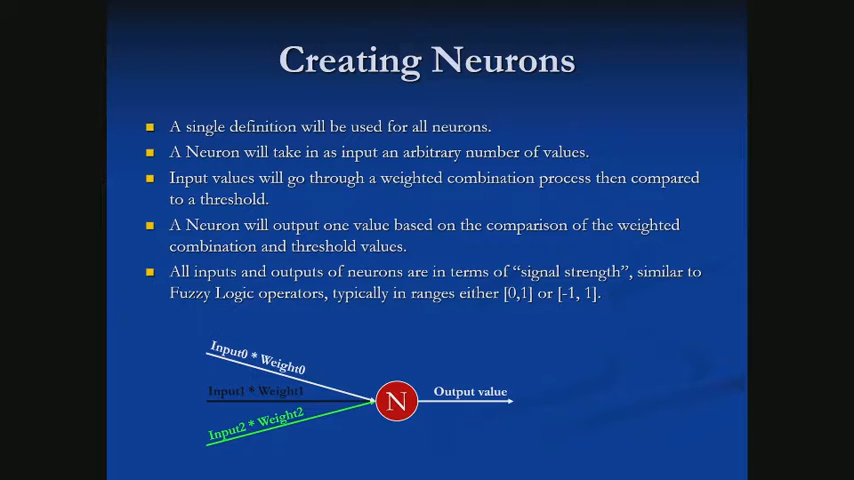 Creating Neurons
A single definition will be used for all neurons.
A Neuron will take in as input an arbitrary number of values.
Input values will go through a weighted combination process then compared
to a threshold.
A Neuron will output one value based on the comparison of the weighted
combination and threshold values.
All inputs and outputs of neurons are in terms of “signal strength”, similar to
Fuzzy Logic operators, typically in ranges either [0,1] or [-1, 1].
Input0 * Weight0
Input1 * Weight1
Input2 * Weight2
N
Output value